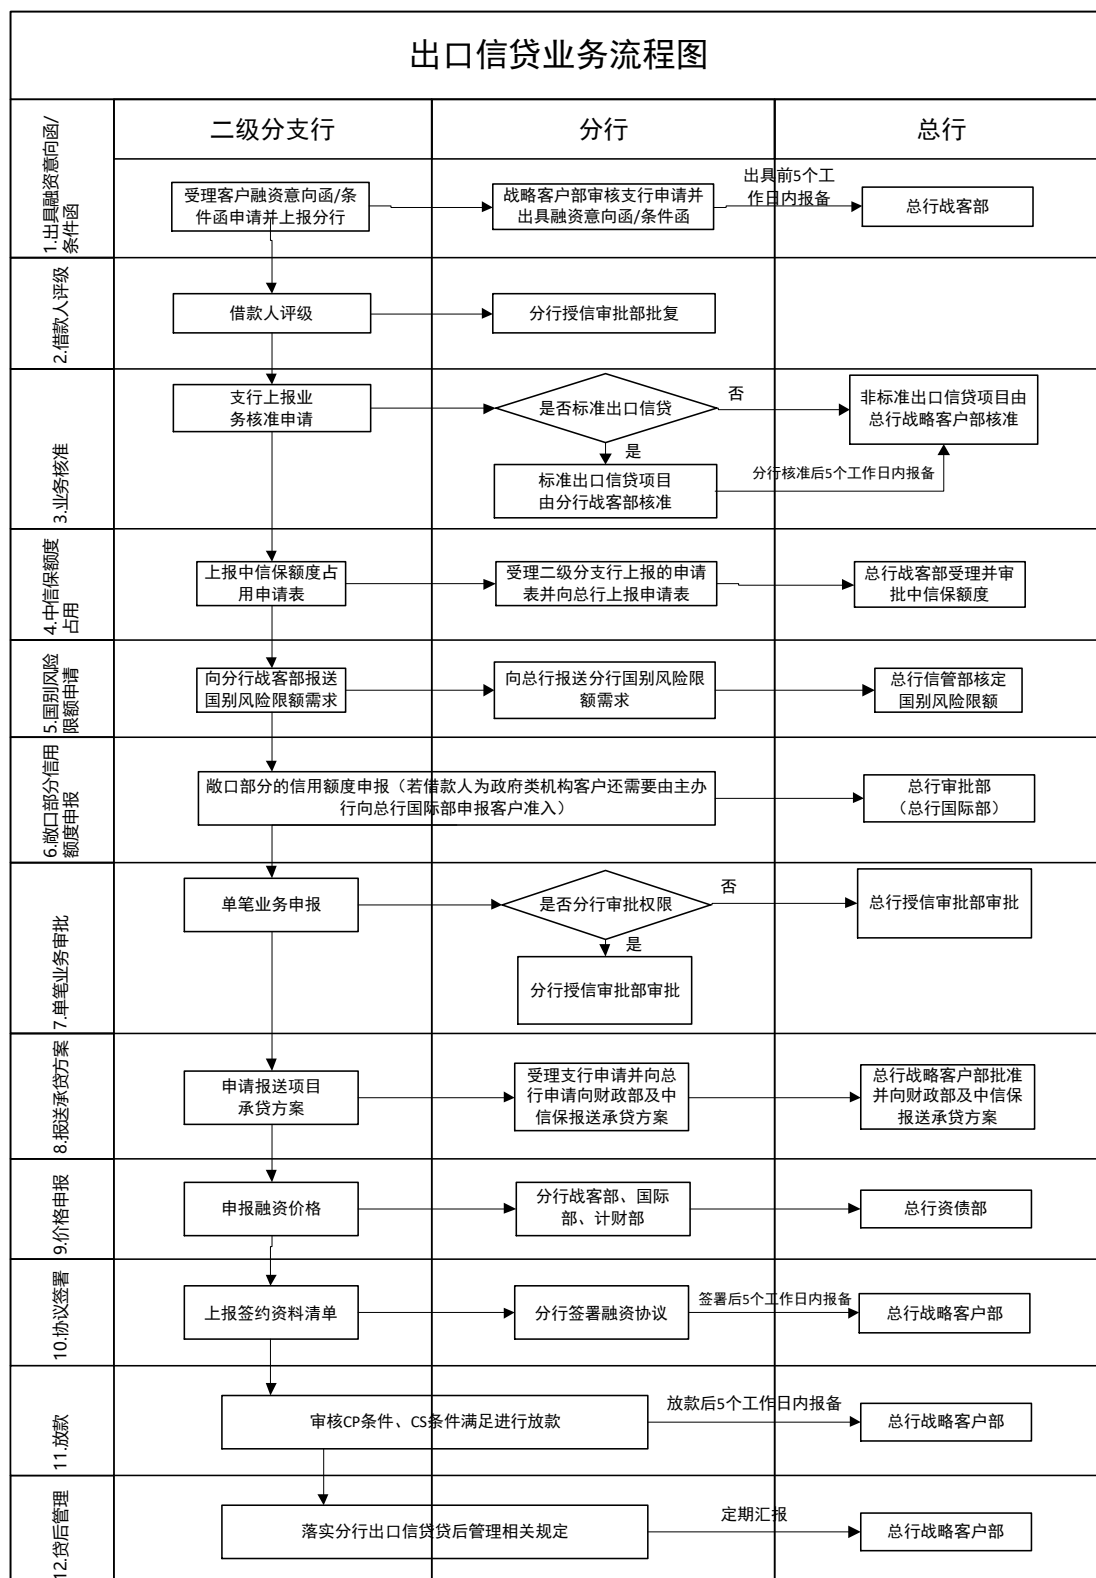 出口信贷业务流程图
二级分支行
分行
总行
1.出具融资意向函/
条件函
受理客户融资意向函/条
件函申请并上报分行
战略客户部审核支行申请并
出具融资意向函/条件函
出具前5个工
作日内报备
总行战客部
2.借款人评级
借款人评级
分行授信审批部批复
3.业务核准
支行上报业
务核准申请
是否标准出口信贷
否
非标准出口信贷项目由
总行战略客户部核准
是
标准出口信贷项目
由分行战客部核准
分行核准后5个工作日内报备
4.中信保额度
占用
上报中信保额度占
用申请表
受理二级分支行上报的申请
表并向总行上报申请表
总行战客部受理并审
批中信保额度
5.国别风险
限额申请
向分行战客部报送
国别风险限额需求
向总行报送分行国别风险限
额需求
总行信管部核定
国别风险限额
6.敞口部分信用
额度申报
敞口部分的信用额度申报（若借款人为政府类机构客户还需要由主办
行向总行国际部申报客户准入）
总行审批部
（总行国际部）
7.单笔业务审批
单笔业务申报
是否分行审批权限
否
总行授信审批部审批
是
分行授信审批部审批
8.报送承贷方案
申请报送项目
承贷方案
受理支行申请并向总
行申请向财政部及中
信保报送承贷方案
总行战略客户部批准
并向财政部及中信保
报送承贷方案
9.价格申报
申报融资价格
分行战客部、国际
部、计财部
总行资债部
10.协议签署
上报签约资料清单
分行签署融资协议
签署后5个工作日内报备
总行战略客户部
11.放款
审核CP条件、CS条件满足进行放款
放款后5个工作日内报备
总行战略客户部
12.贷后管理
落实分行出口信贷贷后管理相关规定
定期汇报
总行战略客户部